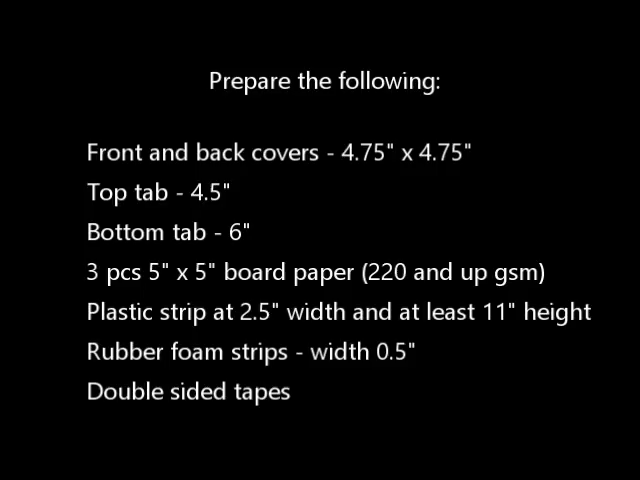 Prepare the following:
Front and back covers - 4.75" x 4.75"
Top tab - 4.5"
Bottom tab - 6"
3 pcs 5" x 5" board paper (220 and up gsm)
Plastic strip at 2.5" width and at least 11" height
Rubber foam strips - width 0.5"
Double sided tapes